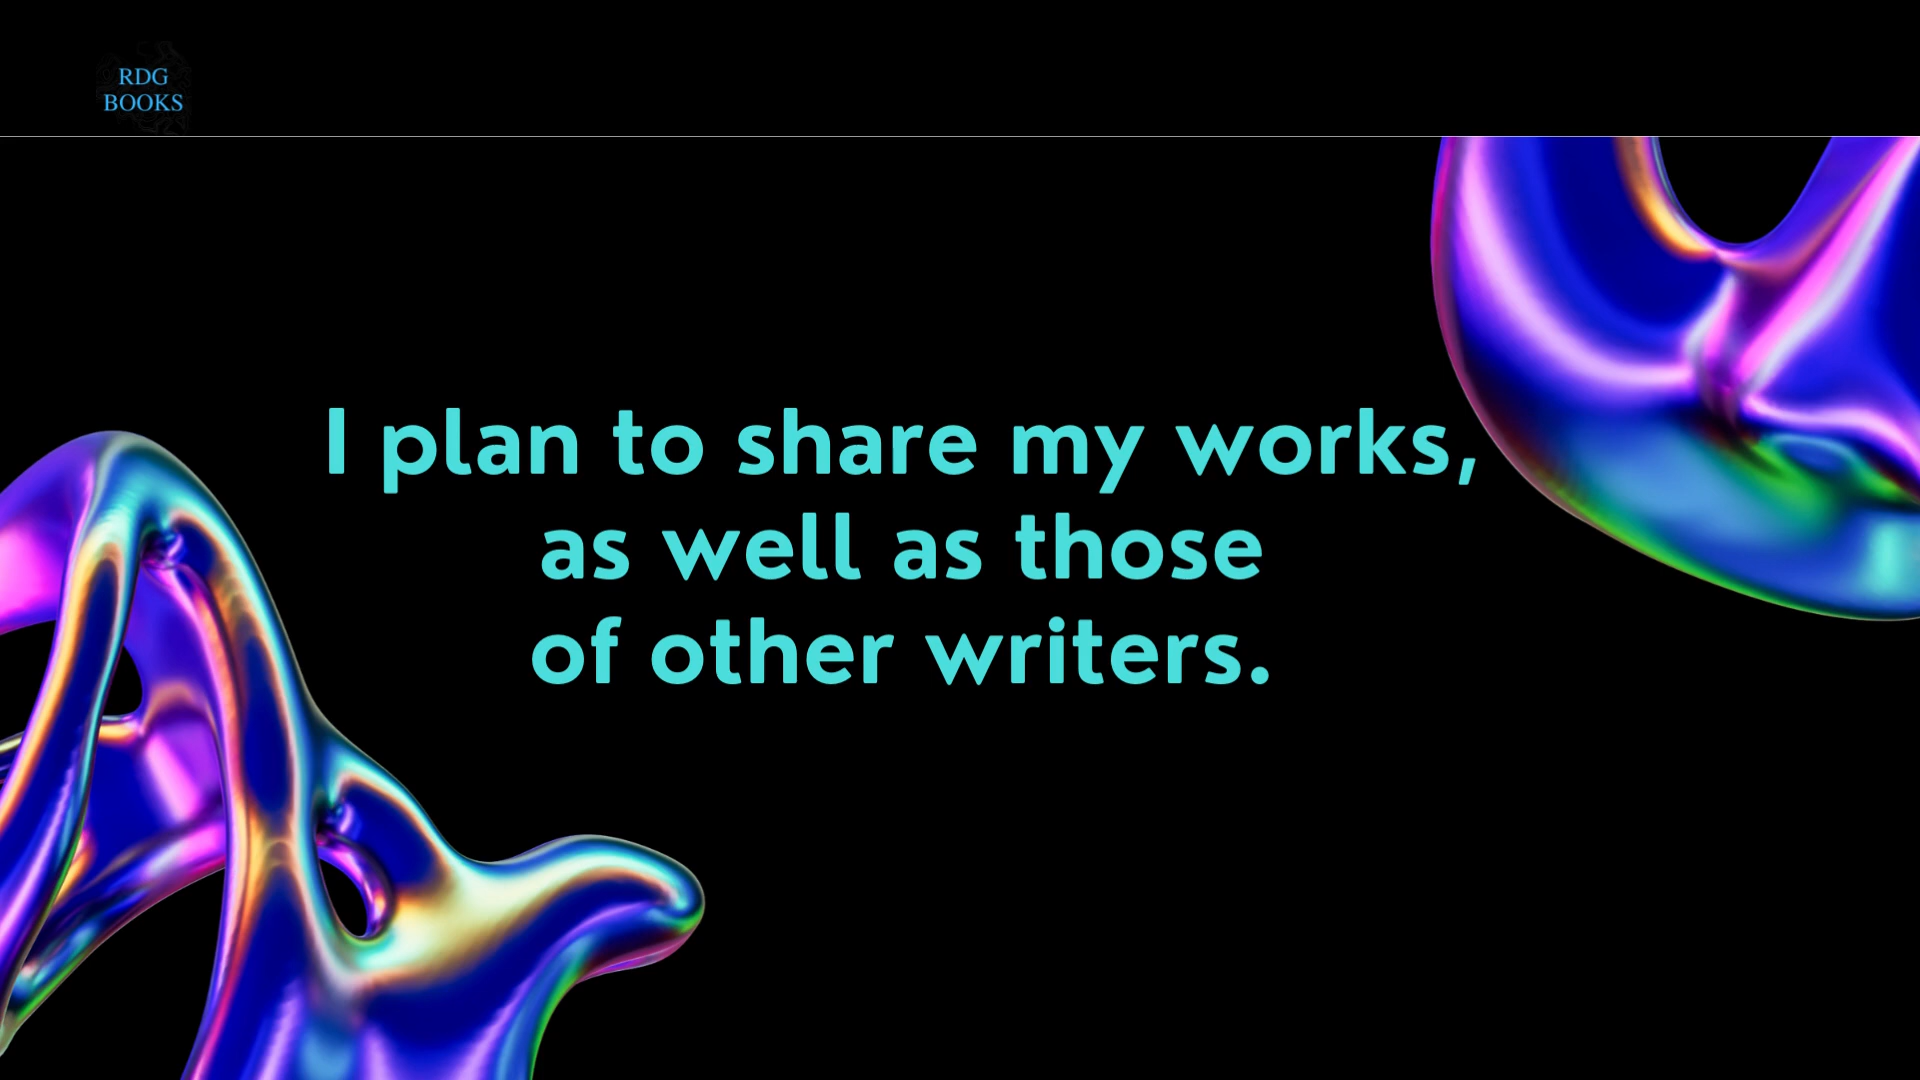 RDG
BOOKS
I plan to share my works,
as well as those
of other writers.